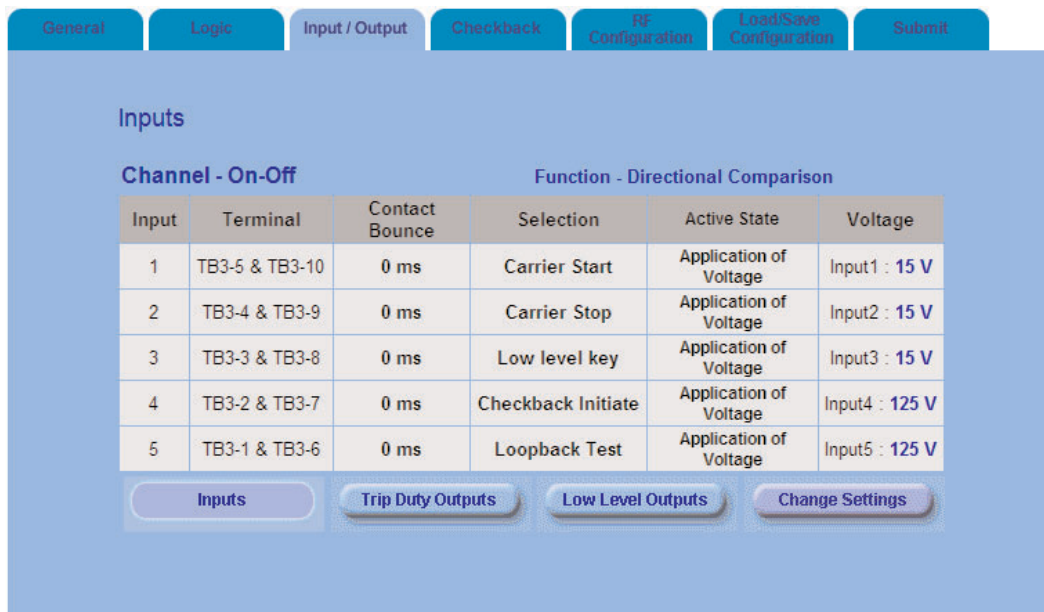 General Logic Input / Output Checkback RF Configuration Load/Save Configuration Submit
Inputs
Channel - On-Off Function - Directional Comparison
Input Terminal Contact Bounce Selection Active State Voltage
1 TB3-5 & TB3-10 0 ms Carrier Start Application of Voltage Input1 : 15 V
2 TB3-4 & TB3-9 0 ms Carrier Stop Application of Voltage Input2 : 15 V
3 TB3-3 & TB3-8 0 ms Low level key Application of Voltage Input3 : 15 V
4 TB3-2 & TB3-7 0 ms Checkback Initiate Application of Voltage Input4 : 125 V
5 TB3-1 & TB3-6 0 ms Loopback Test Application of Voltage Input5 : 125 V
Inputs Trip Duty Outputs Low Level Outputs Change Settings